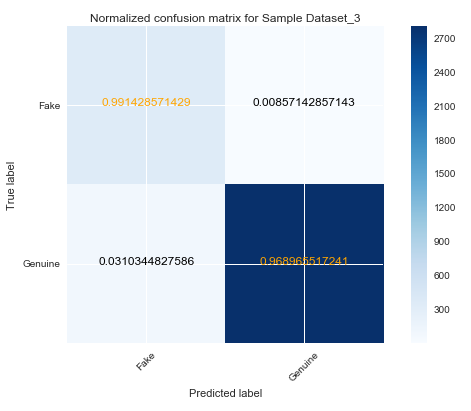 Normalized confusion matrix for Sample Dataset_3
Fake
0.991428571429
0.00857142857143
Genuine
0.0310344827586
0.968965517241
True label
Fake
Genuine
Predicted label
2700
2400
2100
1800
1500
1200
900
600
300